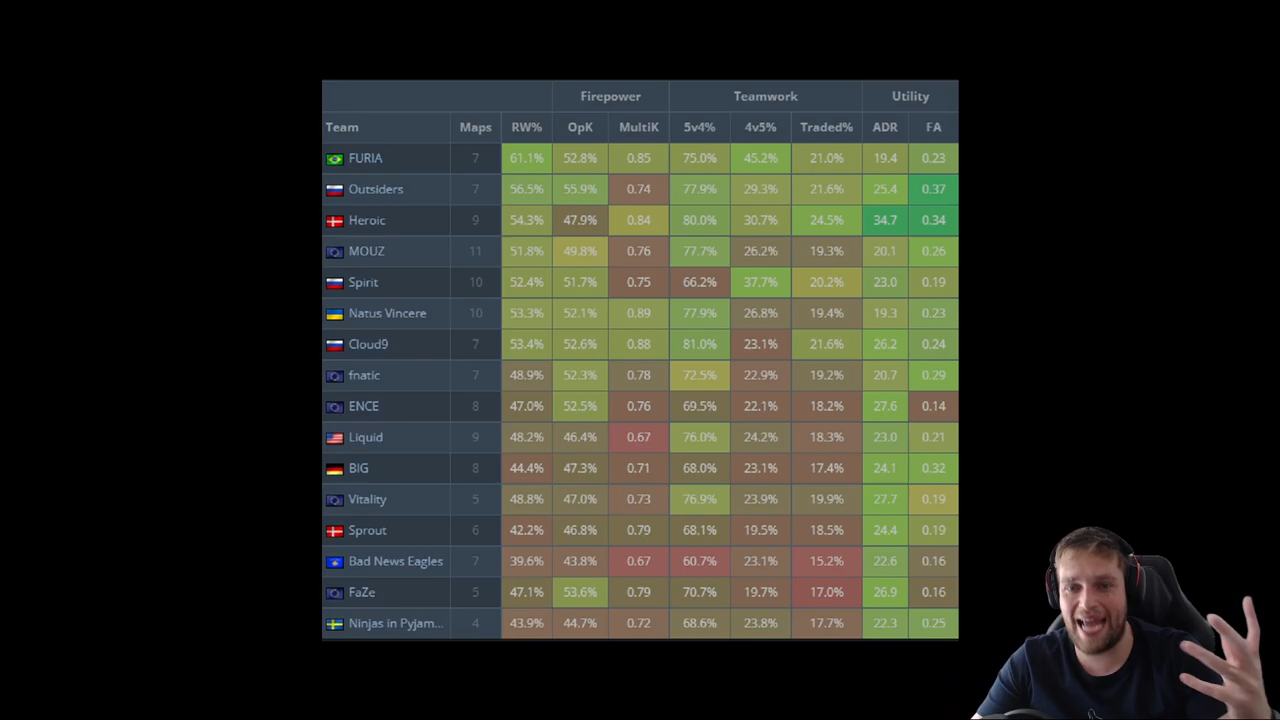 Firepower Teamwork Utility
Team Maps RW% OpK MultiK 5v4% 4v5% Traded% ADR FA
FURIA 7 61.1% 52.8% 0.85 75.0% 45.2% 21.0% 19.4 0.23
Outsiders 7 56.5% 55.9% 0.74 77.9% 29.3% 21.6% 25.4 0.37
Heroic 9 54.3% 47.9% 0.84 80.0% 30.7% 24.5% 34.7 0.34
MOUZ 11 51.8% 49.8% 0.76 77.7% 26.2% 19.3% 20.1 0.26
Spirit 10 52.4% 51.7% 0.75 66.2% 37.7% 20.2% 23.0 0.19
Natus Vincere 10 53.3% 52.1% 0.89 77.9% 26.8% 19.4% 19.3 0.23
Cloud9 7 53.4% 52.6% 0.88 81.0% 23.1% 21.6% 26.2 0.24
fnatic 7 48.9% 52.3% 0.78 72.5% 22.9% 19.2% 20.7 0.29
ENCE 8 47.0% 52.5% 0.76 69.5% 22.1% 18.2% 27.6 0.14
Liquid 9 48.2% 46.4% 0.67 76.0% 24.2% 18.3% 23.0 0.21
BIG 8 44.4% 47.3% 0.71 68.0% 23.1% 17.4% 24.1 0.32
Vitality 5 48.8% 47.0% 0.73 76.9% 23.9% 19.9% 27.7 0.19
Sprout 6 42.2% 46.8% 0.79 68.1% 19.5% 18.5% 24.4 0.19
Bad News Eagles 7 39.6% 43.8% 0.67 60.7% 23.1% 15.2% 22.6 0.16
FaZe 5 47.1% 53.6% 0.79 70.7% 19.7% 17.0% 26.9 0.16
Ninjas in Pyjam... 4 43.9% 44.7% 0.72 68.6% 23.8% 17.7% 22.3 0.25